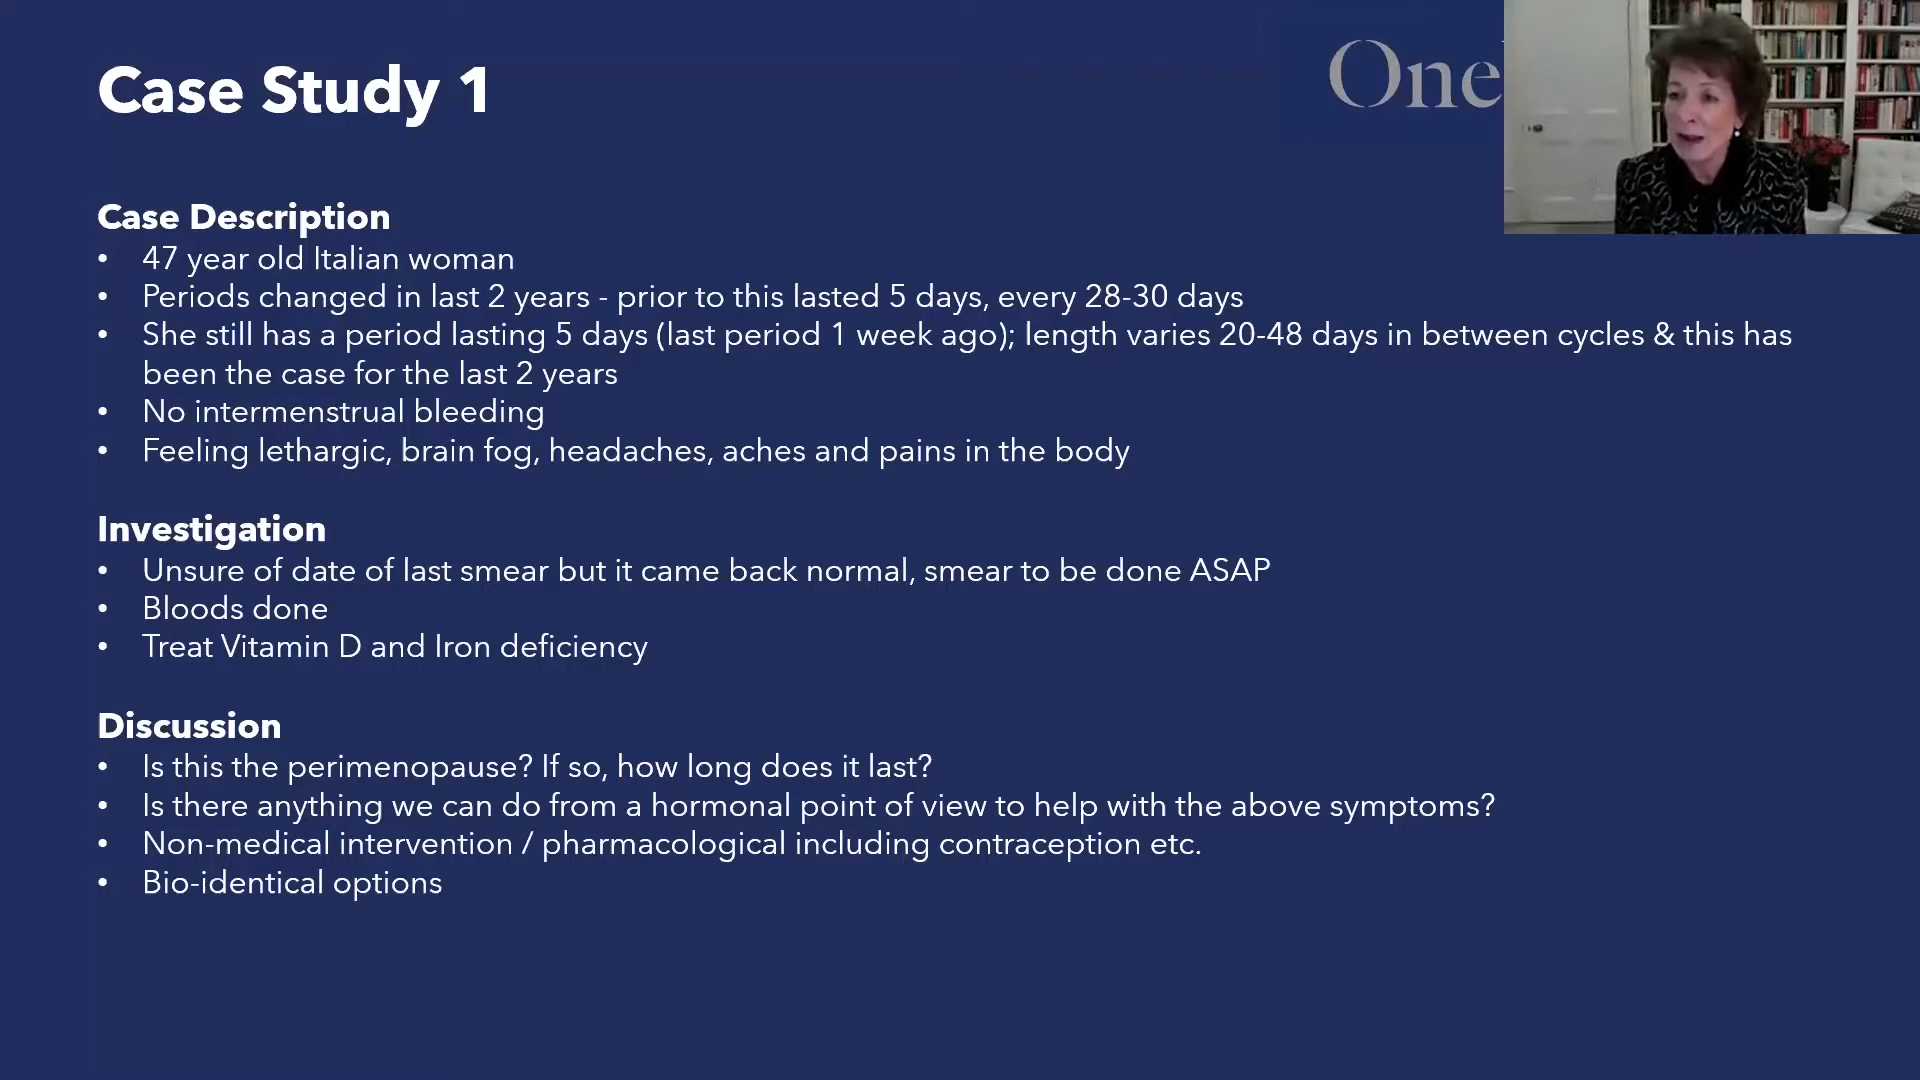 Case Study 1
One
Case Description
• 47 year old Italian woman
• Periods changed in last 2 years - prior to this lasted 5 days, every 28-30 days
• She still has a period lasting 5 days (last period 1 week ago); length varies 20-48 days in between cycles & this has
been the case for the last 2 years
• No intermenstrual bleeding
• Feeling lethargic, brain fog, headaches, aches and pains in the body
Investigation
• Unsure of date of last smear but it came back normal, smear to be done ASAP
• Bloods done
• Treat Vitamin D and Iron deficiency
Discussion
• Is this the perimenopause? If so, how long does it last?
• Is there anything we can do from a hormonal point of view to help with the above symptoms?
• Non-medical intervention / pharmacological including contraception etc.
• Bio-identical options